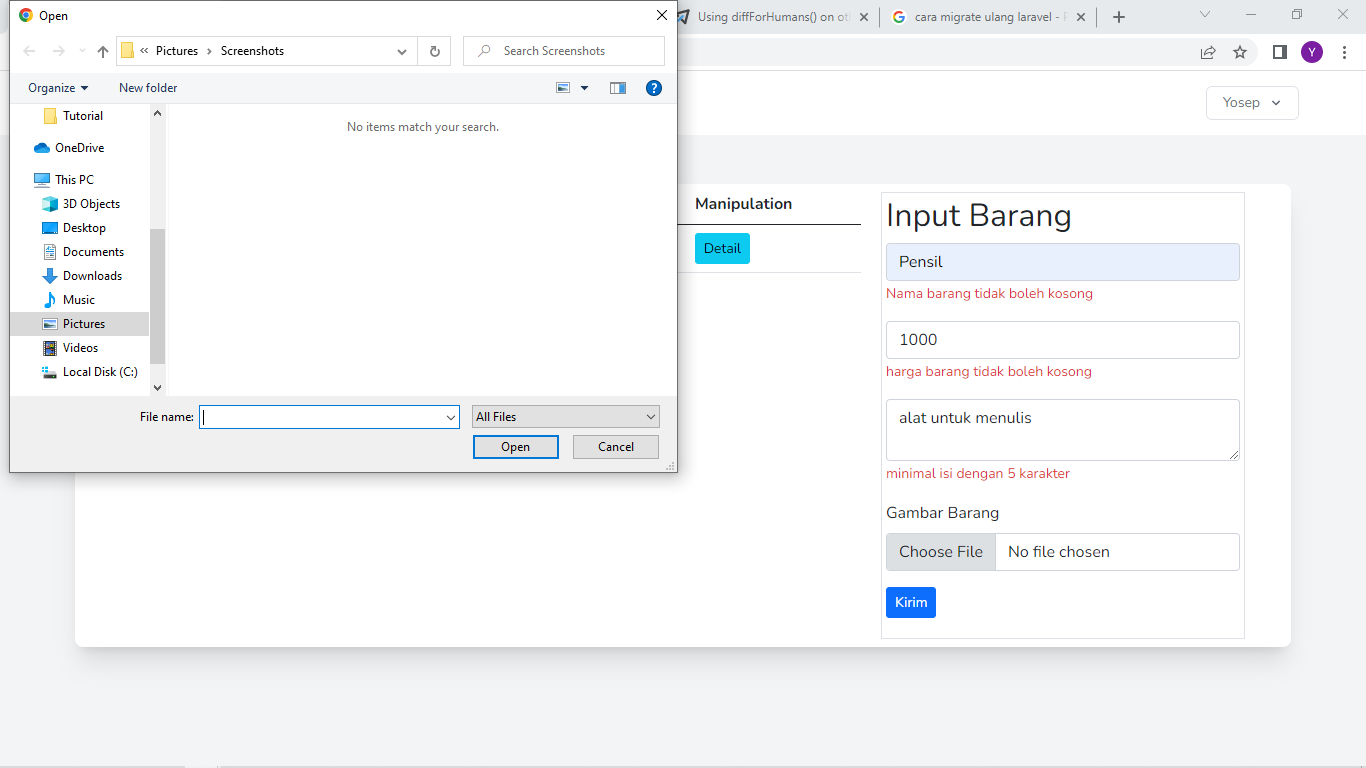 Open
Using diffForHumans() on ot
cara migrate ulang laravel - P
« Pictures › Screenshots
Search Screenshots
Y
Organize
New folder
?
Yosep
Tutorial
OneDrive
This PC
3D Objects
Desktop
Documents
Downloads
Music
Pictures
Videos
Local Disk (C:)
No items match your search.
File name:
All Files
Open
Cancel
Manipulation
Detail
Input Barang
Pensil
Nama barang tidak boleh kosong
1000
harga barang tidak boleh kosong
alat untuk menulis
minimal isi dengan 5 karakter
Gambar Barang
Choose File No file chosen
Kirim